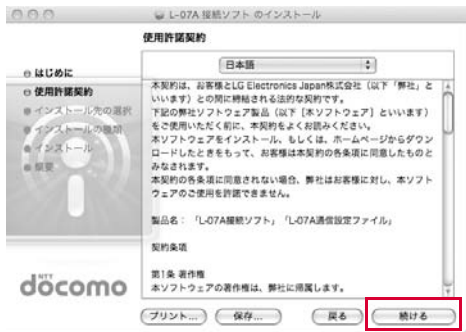 L-07A 接続ソフト のインストール
使用許諾契約
日本語
はじめに
使用許諾契約
インストール先の選択
インストールの種類
インストール
概要
本契約は、お客様とLG Electronics Japan株式会社（以下「弊社」と
いいます）との間に締結される法的な契約です。
下記の弊社ソフトウェア製品（以下［本ソフトウェア］といいます）
をご使用いただく前に、本契約をよくお読みください。
本ソフトウェアをインストール、もしくは、ホームページからダウン
ロードしたときをもって、お客様は本契約の各条項に同意したものと
みなされます。
本契約の各条項に同意されない場合、弊社はお客様に対し、本ソフト
ウェアのご使用を許諾できません。
製品名：「L-07A接続ソフト」「L-07A通信設定ファイル」
契約条項
第1条 著作権
本ソフトウェアの著作権は、弊社に帰属します。
NTT
döcomo
プリント...
保存...
戻る
続ける